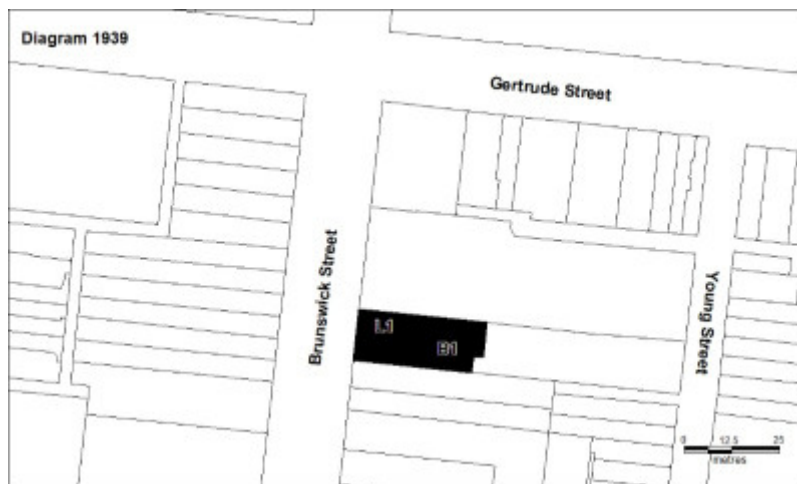 Diagram 1939
Gertrude Street
Brunswick Street
Young Street
L1
B1
0 12.5 25
metres